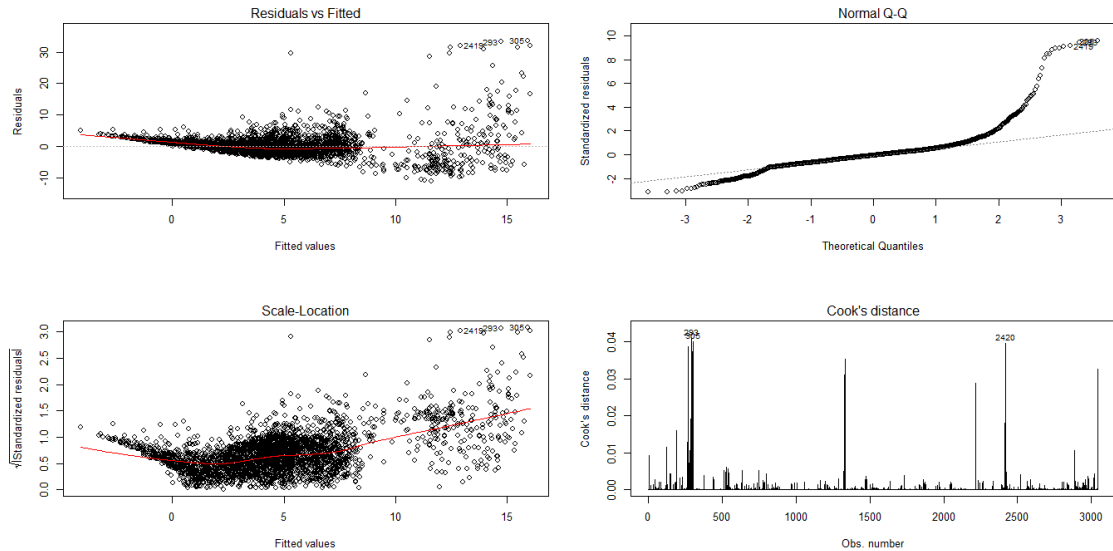 Residuals vs Fitted
Residuals
-10 0 10 20 30
2419 293 305
0 5 10 15
Fitted values
Normal Q-Q
Standardized residuals
-2 0 2 4 6 8 10
2419
-3 -2 -1 0 1 2 3
Theoretical Quantiles
Scale-Location
√|Standardized residuals|
0.0 0.5 1.0 1.5 2.0 2.5 3.0
2419 293 305
0 5 10 15
Fitted values
Cook's distance
Cook's distance
0.00 0.01 0.02 0.03 0.04
293
305
2420
0 500 1000 1500 2000 2500 3000
Obs. number